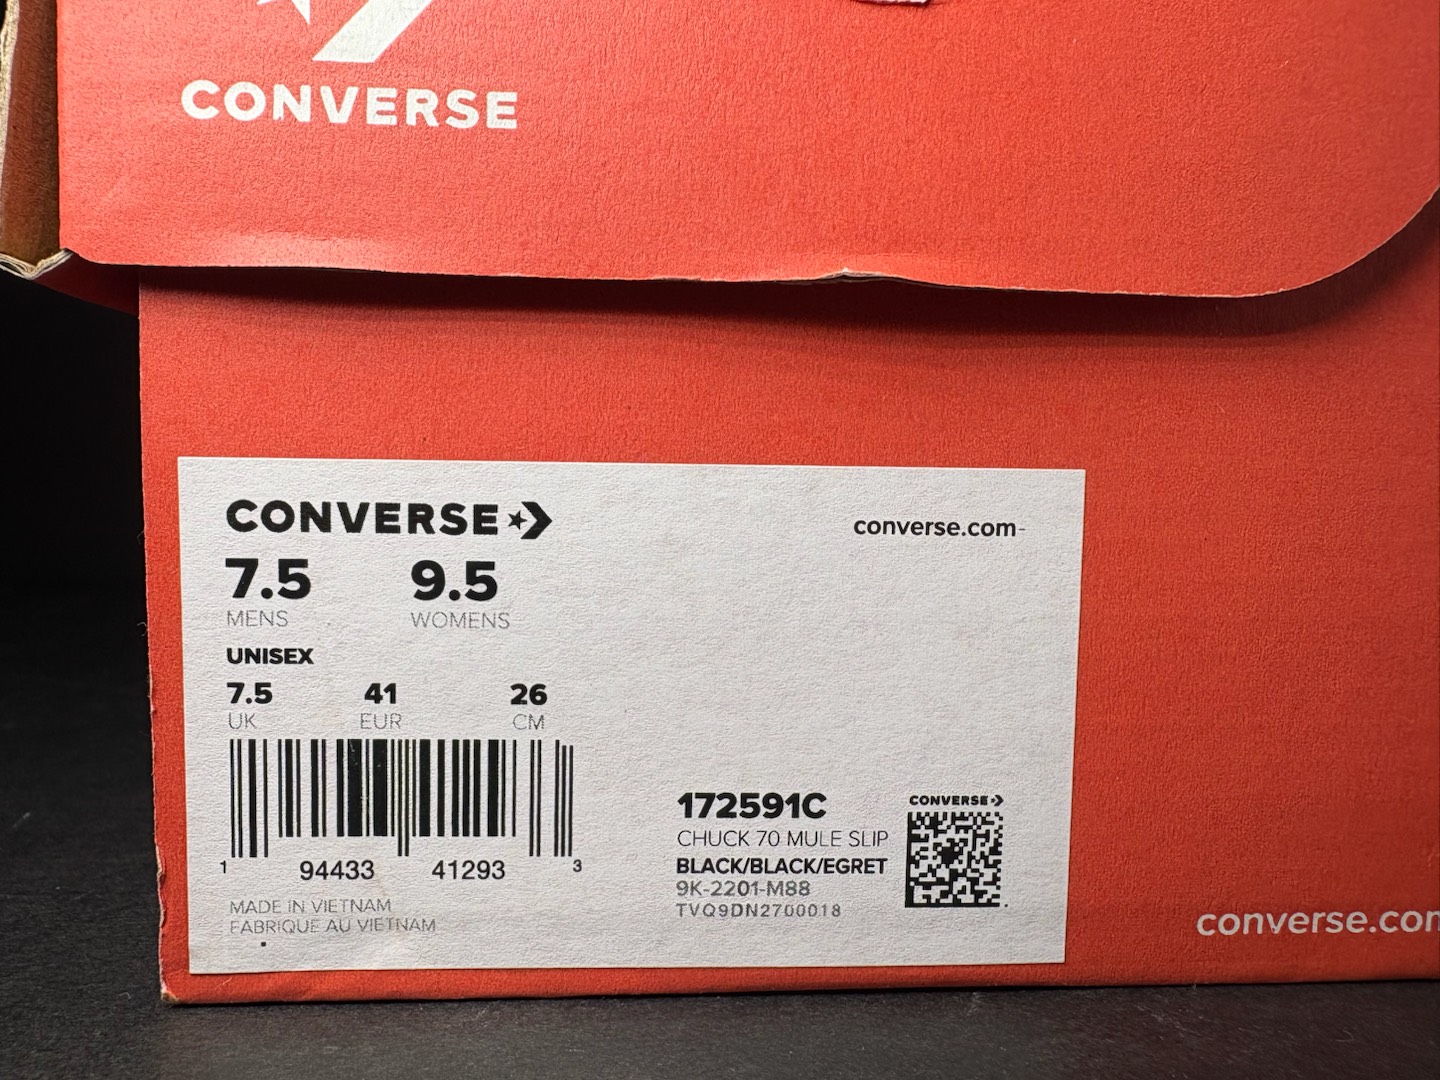 CONVERSE
CONVERSE
converse.com
7.5 9.5
MENS WOMENS
UNISEX
7.5 41 26
UK EUR CM
1 94433 41293 3
MADE IN VIETNAM
FABRIQUE AU VIETNAM
172591C
CHUCK 70 MULE SLIP
BLACK/BLACK/EGRET
9K-2201-M88
TVQ9DN2700018
CONVERSE
converse.com